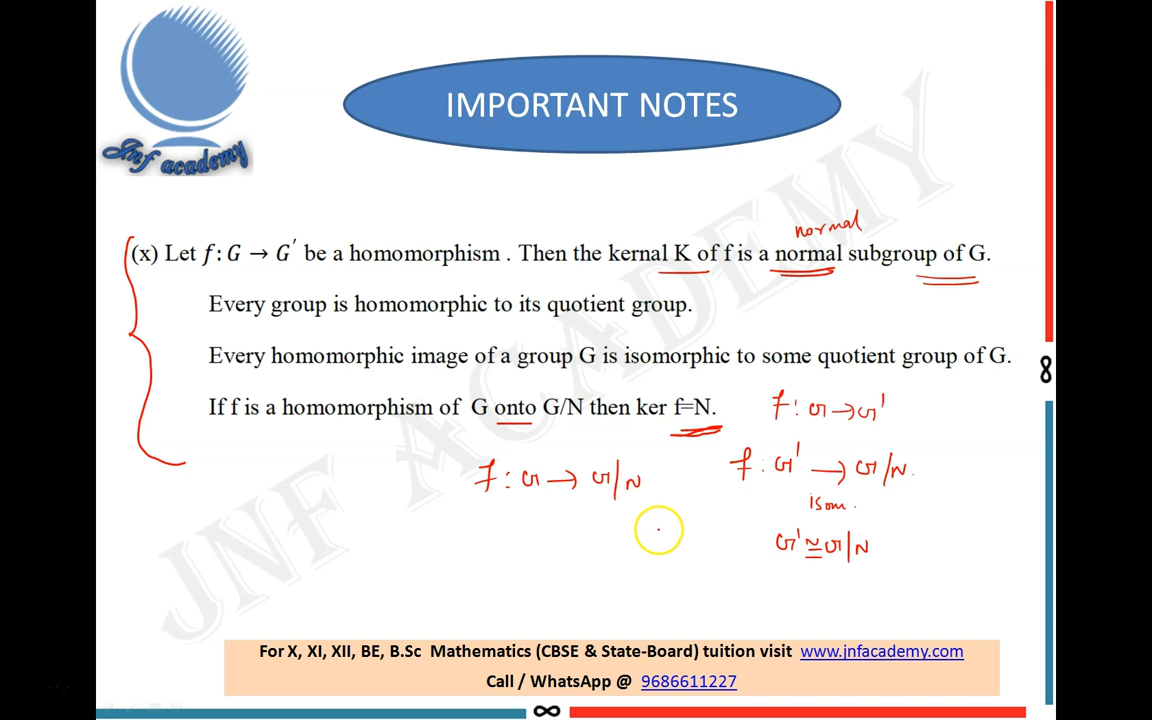 Jnf academy
IMPORTANT NOTES
normal
(x) Let f: G → G′ be a homomorphism . Then the kernal K of f is a normal subgroup of G.
Every group is homomorphic to its quotient group.
Every homomorphic image of a group G is isomorphic to some quotient group of G.
8
If f is a homomorphism of G onto G/N then ker f=N.
f : G → G'
f : G' → G/N.
isom.
f : G → G/N
G' ≅ G/N
JNF ACADEMY
For X, XI, XII, BE, B.Sc Mathematics (CBSE & State-Board) tuition visit www.jnfacademy.com
Call / WhatsApp @ 9686611227
∞